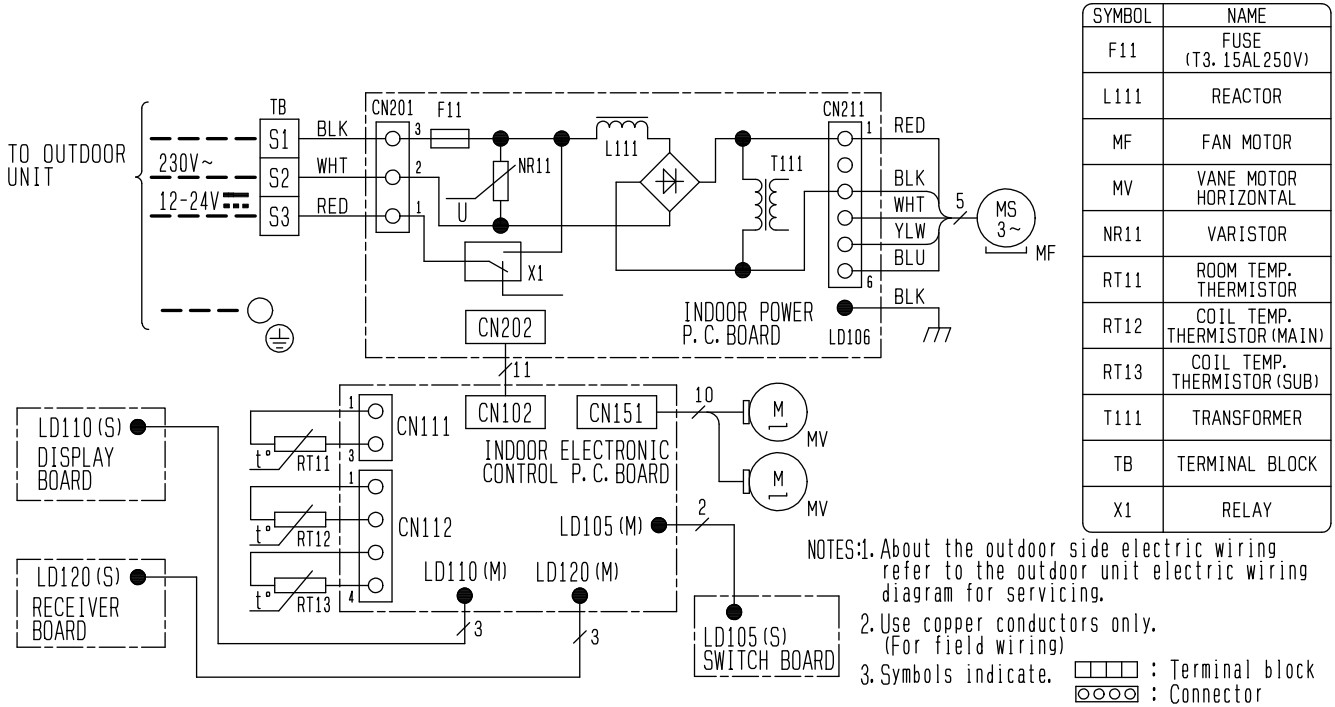 SYMBOL NAME
F11 FUSE
(T3.15AL250V)
L111 REACTOR
MF FAN MOTOR
MV VANE MOTOR
HORIZONTAL
NR11 VARISTOR
RT11 ROOM TEMP.
THERMISTOR
RT12 COIL TEMP.
THERMISTOR(MAIN)
RT13 COIL TEMP.
THERMISTOR(SUB)
T111 TRANSFORMER
TB TERMINAL BLOCK
X1 RELAY
TO OUTDOOR
UNIT
230V~
12-24V
TB
S1
S2
S3
BLK
WHT
RED
CN201
3
2
1
F11
NR11
U
X1
L111
T111
CN211
1
6
RED
BLK
WHT
YLW
BLU
5
MS
3~
MF
BLK
LD106
INDOOR POWER
P.C.BOARD
CN202
11
CN102
CN151
10
M
MV
M
MV
INDOOR ELECTRONIC
CONTROL P.C.BOARD
CN111
1
3
t°
RT11
CN112
1
4
t°
RT12
t°
RT13
LD110(S)
DISPLAY
BOARD
LD120(S)
RECEIVER
BOARD
LD105(M)
2
LD110(M)
LD120(M)
3
3
LD105(S)
SWITCH BOARD
NOTES:1.About the outdoor side electric wiring
refer to the outdoor unit electric wiring
diagram for servicing.
2.Use copper conductors only.
(For field wiring)
3.Symbols indicate.
: Terminal block
: Connector